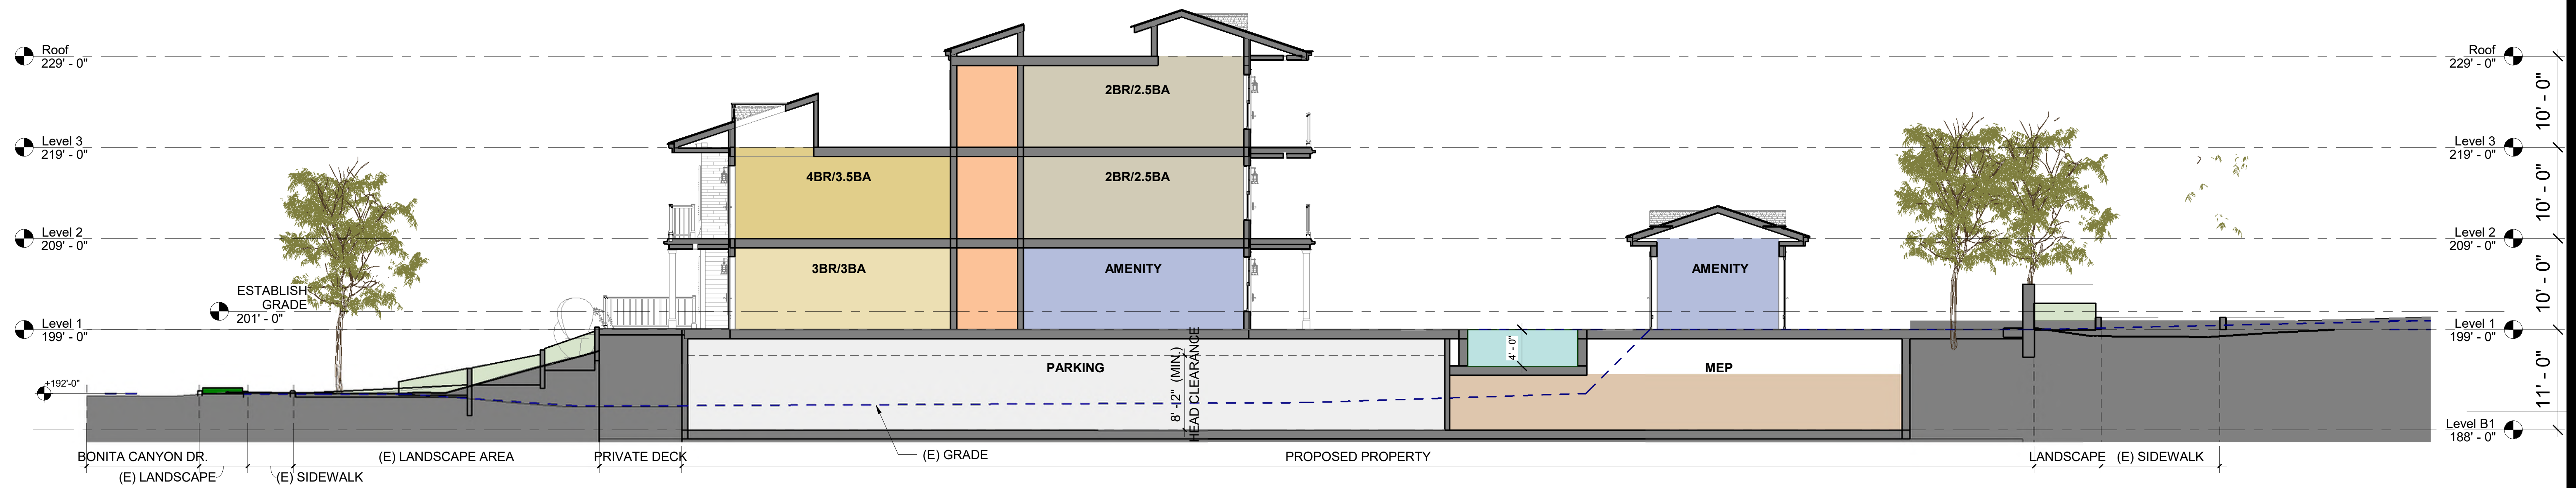 Roof
229' - 0"
Level 3
219' - 0"
Level 2
209' - 0"
ESTABLISH
GRADE
201' - 0"
Level 1
199' - 0"
+192'-0"
2BR/2.5BA
4BR/3.5BA
2BR/2.5BA
3BR/3BA
AMENITY
AMENITY
PARKING
8' - 2" (MIN.)
HEAD CLEARANCE
4' - 0"
MEP
(E) GRADE
Roof
229' - 0"
Level 3
219' - 0"
Level 2
209' - 0"
Level 1
199' - 0"
Level B1
188' - 0"
10' - 0"
10' - 0"
10' - 0"
11' - 0"
BONITA CANYON DR.
(E) LANDSCAPE
(E) SIDEWALK
(E) LANDSCAPE AREA
PRIVATE DECK
PROPOSED PROPERTY
LANDSCAPE
(E) SIDEWALK